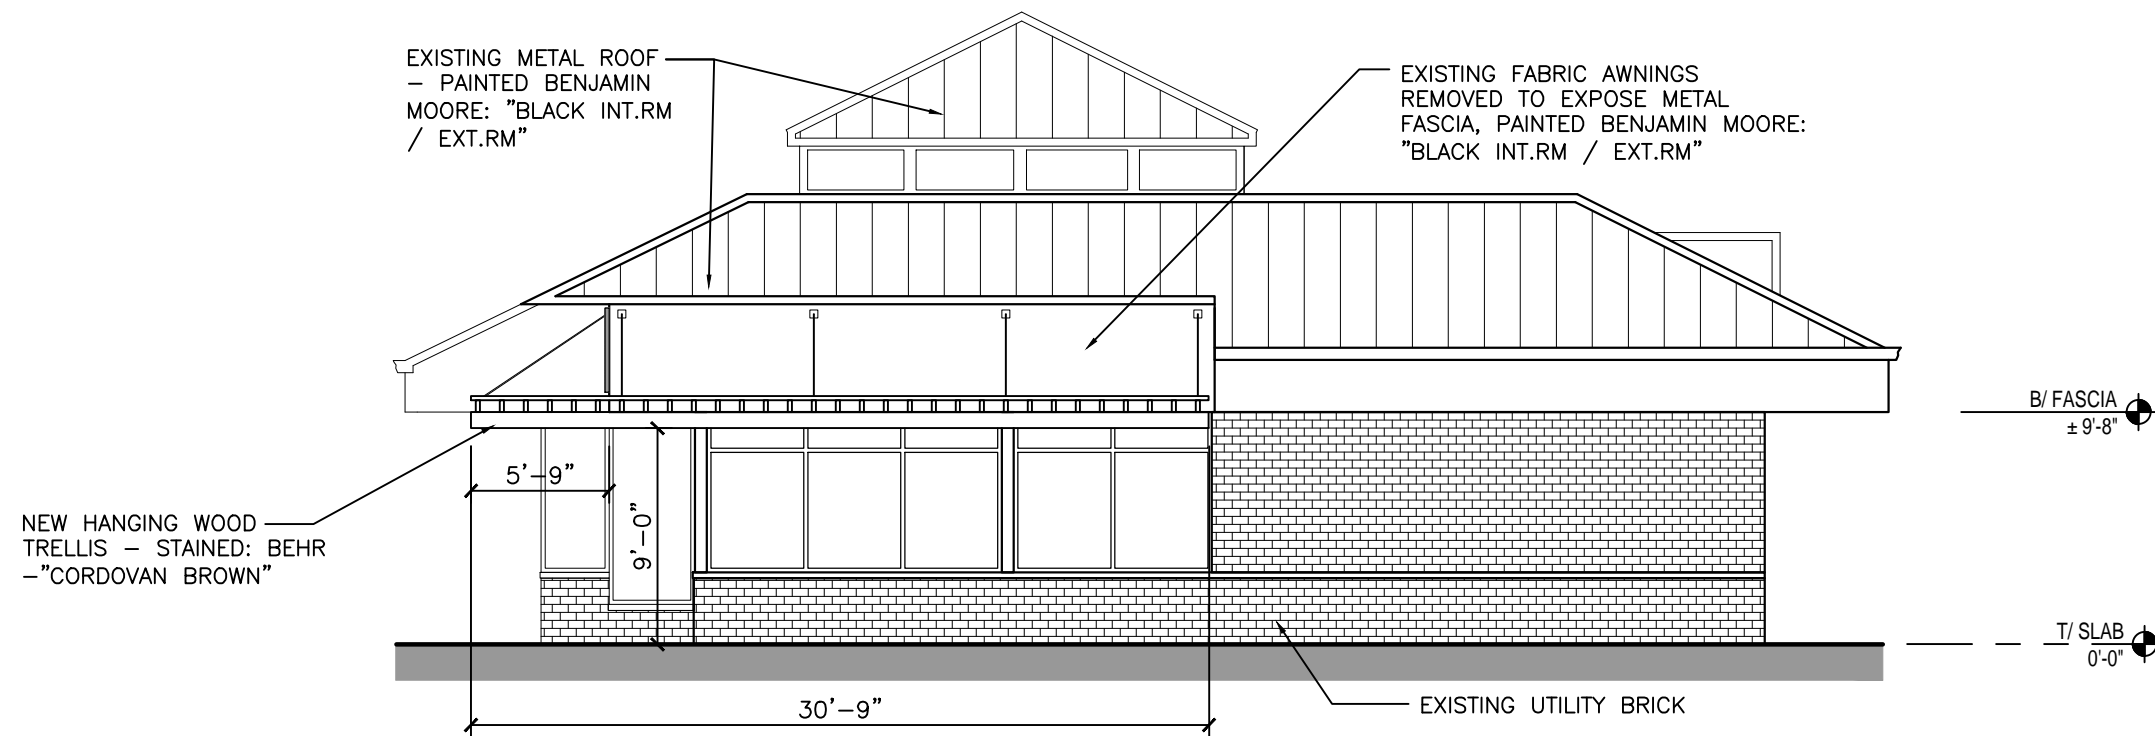 EXISTING METAL ROOF
– PAINTED BENJAMIN
MOORE: "BLACK INT.RM
/ EXT.RM"
EXISTING FABRIC AWNINGS
REMOVED TO EXPOSE METAL
FASCIA, PAINTED BENJAMIN MOORE:
"BLACK INT.RM / EXT.RM"
B/ FASCIA
± 9'-8"
5'–9"
9'–0"
NEW HANGING WOOD
TRELLIS – STAINED: BEHR
–"CORDOVAN BROWN"
T/ SLAB
0'-0"
30'–9"
EXISTING UTILITY BRICK